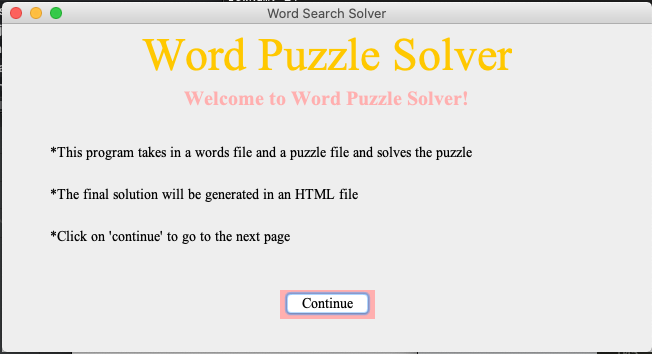 Word Search Solver
Word Puzzle Solver
Welcome to Word Puzzle Solver!
*This program takes in a words file and a puzzle file and solves the puzzle
*The final solution will be generated in an HTML file
*Click on 'continue' to go to the next page
Continue